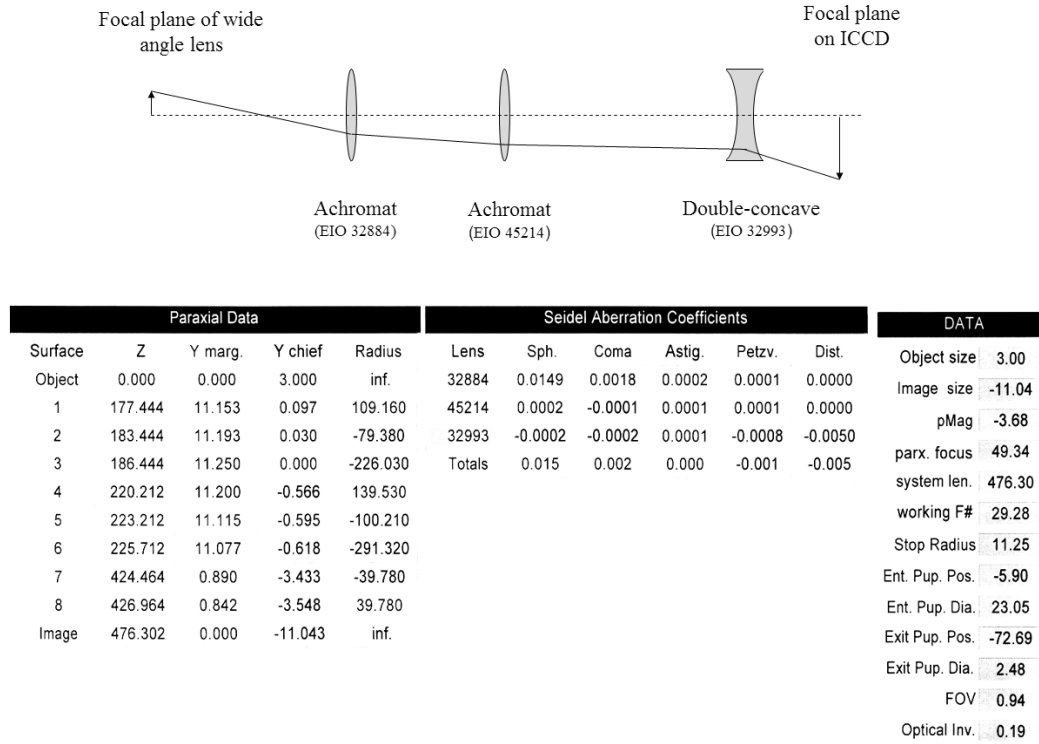 Focal plane of wide
angle lens
Focal plane
on ICCD
Achromat
(EIO 32884)
Achromat
(EIO 45214)
Double-concave
(EIO 32993)
Paraxial Data
Surface Z Y marg. Y chief Radius
Object 0.000 0.000 3.000 inf.
1 177.444 11.153 0.097 109.160
2 183.444 11.193 0.030 -79.380
3 186.444 11.250 0.000 -226.030
4 220.212 11.200 -0.566 139.530
5 223.212 11.115 -0.595 -100.210
6 225.712 11.077 -0.618 -291.320
7 424.464 0.890 -3.433 -39.780
8 426.964 0.842 -3.548 39.780
Image 476.302 0.000 -11.043 inf.
Seidel Aberration Coefficients
Lens Sph. Coma Astig. Petzv. Dist.
32884 0.0149 0.0018 0.0002 0.0001 0.0000
45214 0.0002 -0.0001 0.0001 0.0001 0.0000
32993 -0.0002 -0.0002 0.0001 -0.0008 -0.0050
Totals 0.015 0.002 0.000 -0.001 -0.005
DATA
Object size 3.00
Image size -11.04
pMag -3.68
parx. focus 49.34
system len. 476.30
working F# 29.28
Stop Radius 11.25
Ent. Pup. Pos. -5.90
Ent. Pup. Dia. 23.05
Exit Pup. Pos. -72.69
Exit Pup. Dia. 2.48
FOV 0.94
Optical Inv. 0.19